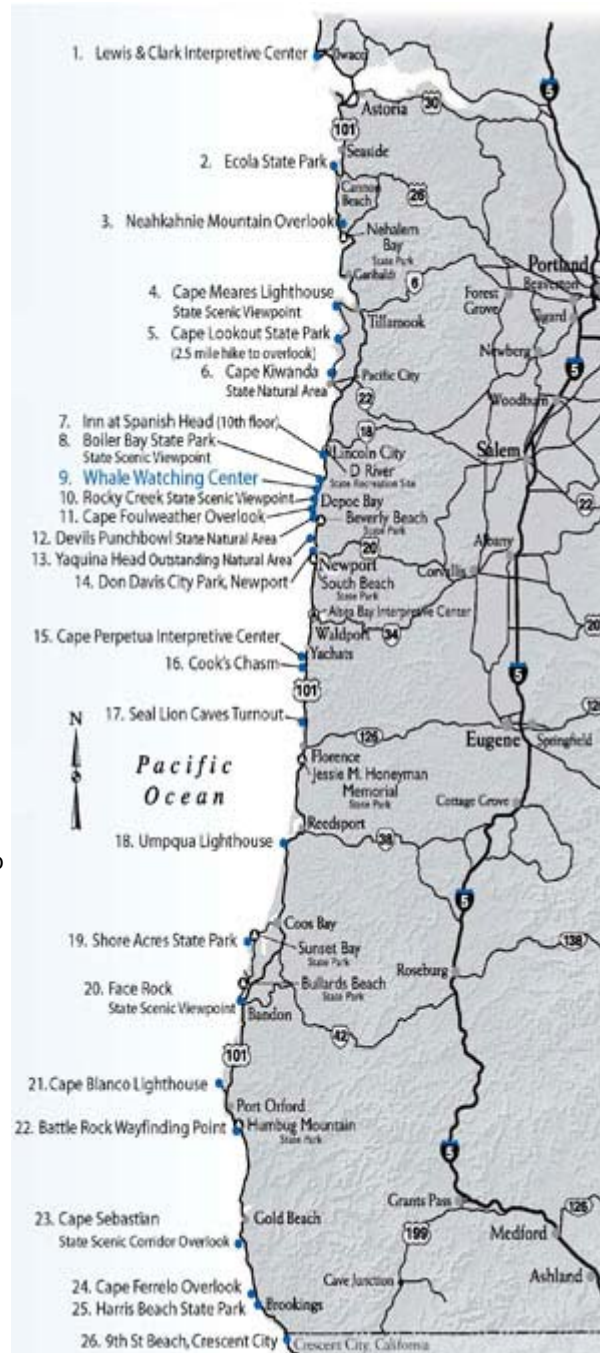 1. Lewis & Clark Interpretive Center
Ilwaco
5
Astoria
30
101
Seaside
2. Ecola State Park
Cannon
Beach
26
3. Neahkahnie Mountain Overlook
Nehalem
Bay
State Park
Garibaldi
Portland
Beaverton
6
4. Cape Meares Lighthouse
State Scenic Viewpoint
Forest
Grove
Tillamook
Tigard
5. Cape Lookout State Park
(2.5 mile hike to overlook)
Newberg
5
6. Cape Kiwanda
State Natural Area
Pacific City
22
Woodburn
7. Inn at Spanish Head (10th floor)
18
8. Boiler Bay State Park
State Scenic Viewpoint
Lincoln City
Salem
D River
State Recreation Site
9. Whale Watching Center
10. Rocky Creek State Scenic Viewpoint
Depoe Bay
22
11. Cape Foulweather Overlook
Beverly Beach
State Park
12. Devils Punchbowl State Natural Area
20
Albany
13. Yaquina Head Outstanding Natural Area
Newport
Corvallis
14. Don Davis City Park, Newport
South Beach
State Park
Alsea Bay Interpretive Center
20
Waldport
34
15. Cape Perpetua Interpretive Center
Yachats
16. Cook's Chasm
5
101
17. Seal Lion Caves Turnout
126
126
Eugene
Springfield
N
Pacific
Ocean
Florence
Jessie M. Honeyman
Memorial
State Park
Cottage Grove
Reedsport
18. Umpqua Lighthouse
38
5
Coos Bay
19. Shore Acres State Park
Sunset Bay
State Park
138
Roseburg
20. Face Rock
State Scenic Viewpoint
Bullards Beach
State Park
Bandon
42
101
21. Cape Blanco Lighthouse
Port Orford
22. Battle Rock Wayfinding Point
Humbug Mountain
State Park
5
Grants Pass
126
23. Cape Sebastian
State Scenic Corridor Overlook
Gold Beach
199
Medford
24. Cape Ferrelo Overlook
Cave Junction
Ashland
25. Harris Beach State Park
Brookings
26. 9th St Beach, Crescent City
Crescent City, California